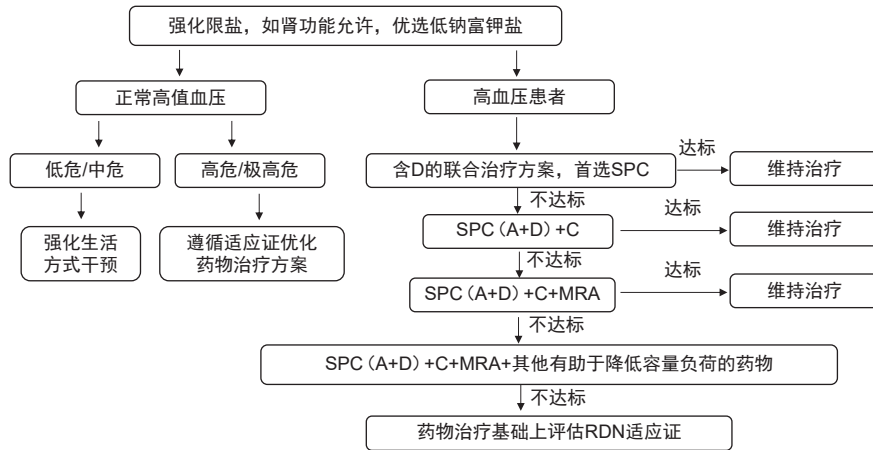 强化限盐，如肾功能允许，优选低钠富钾盐
正常高值血压
高血压患者
低危/中危
高危/极高危
含D的联合治疗方案，首选SPC
达标
维持治疗
不达标
强化生活
方式干预
遵循适应证优化
药物治疗方案
SPC（A+D）+C
达标
维持治疗
不达标
SPC（A+D）+C+MRA
达标
维持治疗
不达标
SPC（A+D）+C+MRA+其他有助于降低容量负荷的药物
不达标
药物治疗基础上评估RDN适应证